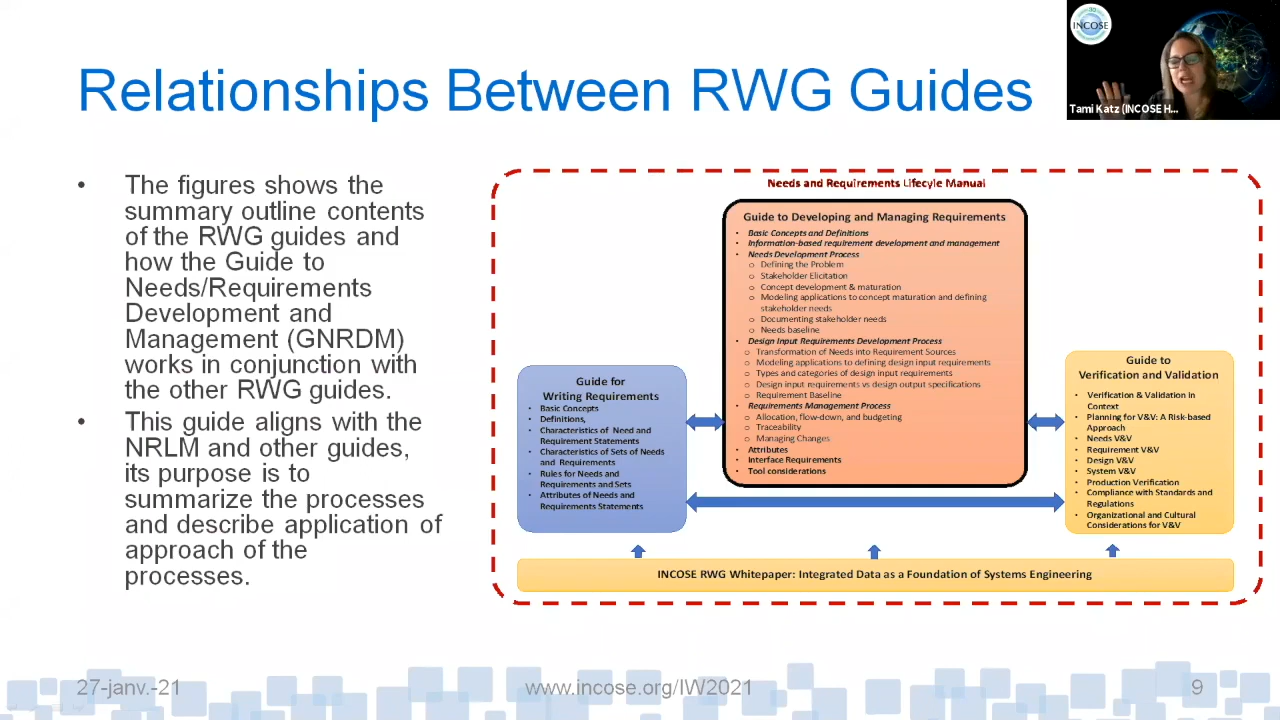 INCOSE
Tami Katz (INCOSE H...
Relationships Between RWG Guides
• The figures shows the
summary outline contents
of the RWG guides and
how the Guide to
Needs/Requirements
Development and
Management (GNRDM)
works in conjunction with
the other RWG guides.
• This guide aligns with the
NRLM and other guides,
its purpose is to
summarize the processes
and describe application of
approach of the
processes.
Needs and Requirements Lifecyle Manual
Guide for
Writing Requirements
• Basic Concepts
• Definitions,
• Characteristics of Need and
Requirement Statements
• Characteristics of Sets of Needs
and Requirements
• Rules for Needs and
Requirements and Sets
• Attributes of Needs and
Requirements Statements
Guide to Developing and Managing Requirements
• Basic Concepts and Definitions
• Information-based requirement development and management
• Needs Development Process
o Defining the Problem
o Stakeholder Elicitation
o Concept development & maturation
o Modeling applications to concept maturation and defining
stakeholder needs
o Documenting stakeholder needs
o Needs baseline
• Design Input Requirements Development Process
o Transformation of Needs into Requirement Sources
o Modeling applications to defining design input requirements
o Types and categories of design input requirements
o Design input requirements vs design output specifications
o Requirement Baseline
• Requirements Management Process
o Allocation, flow-down, and budgeting
o Traceability
o Managing Changes
• Attributes
• Interface Requirements
• Tool considerations
Guide to
Verification and Validation
• Verification & Validation in
Context
• Planning for V&V: A Risk-based
Approach
• Needs V&V
• Requirement V&V
• Design V&V
• System V&V
• Production Verification
• Compliance with Standards and
Regulations
• Organizational and Cultural
Considerations for V&V
INCOSE RWG Whitepaper: Integrated Data as a Foundation of Systems Engineering
27-janv.-21
www.incose.org/IW2021
9